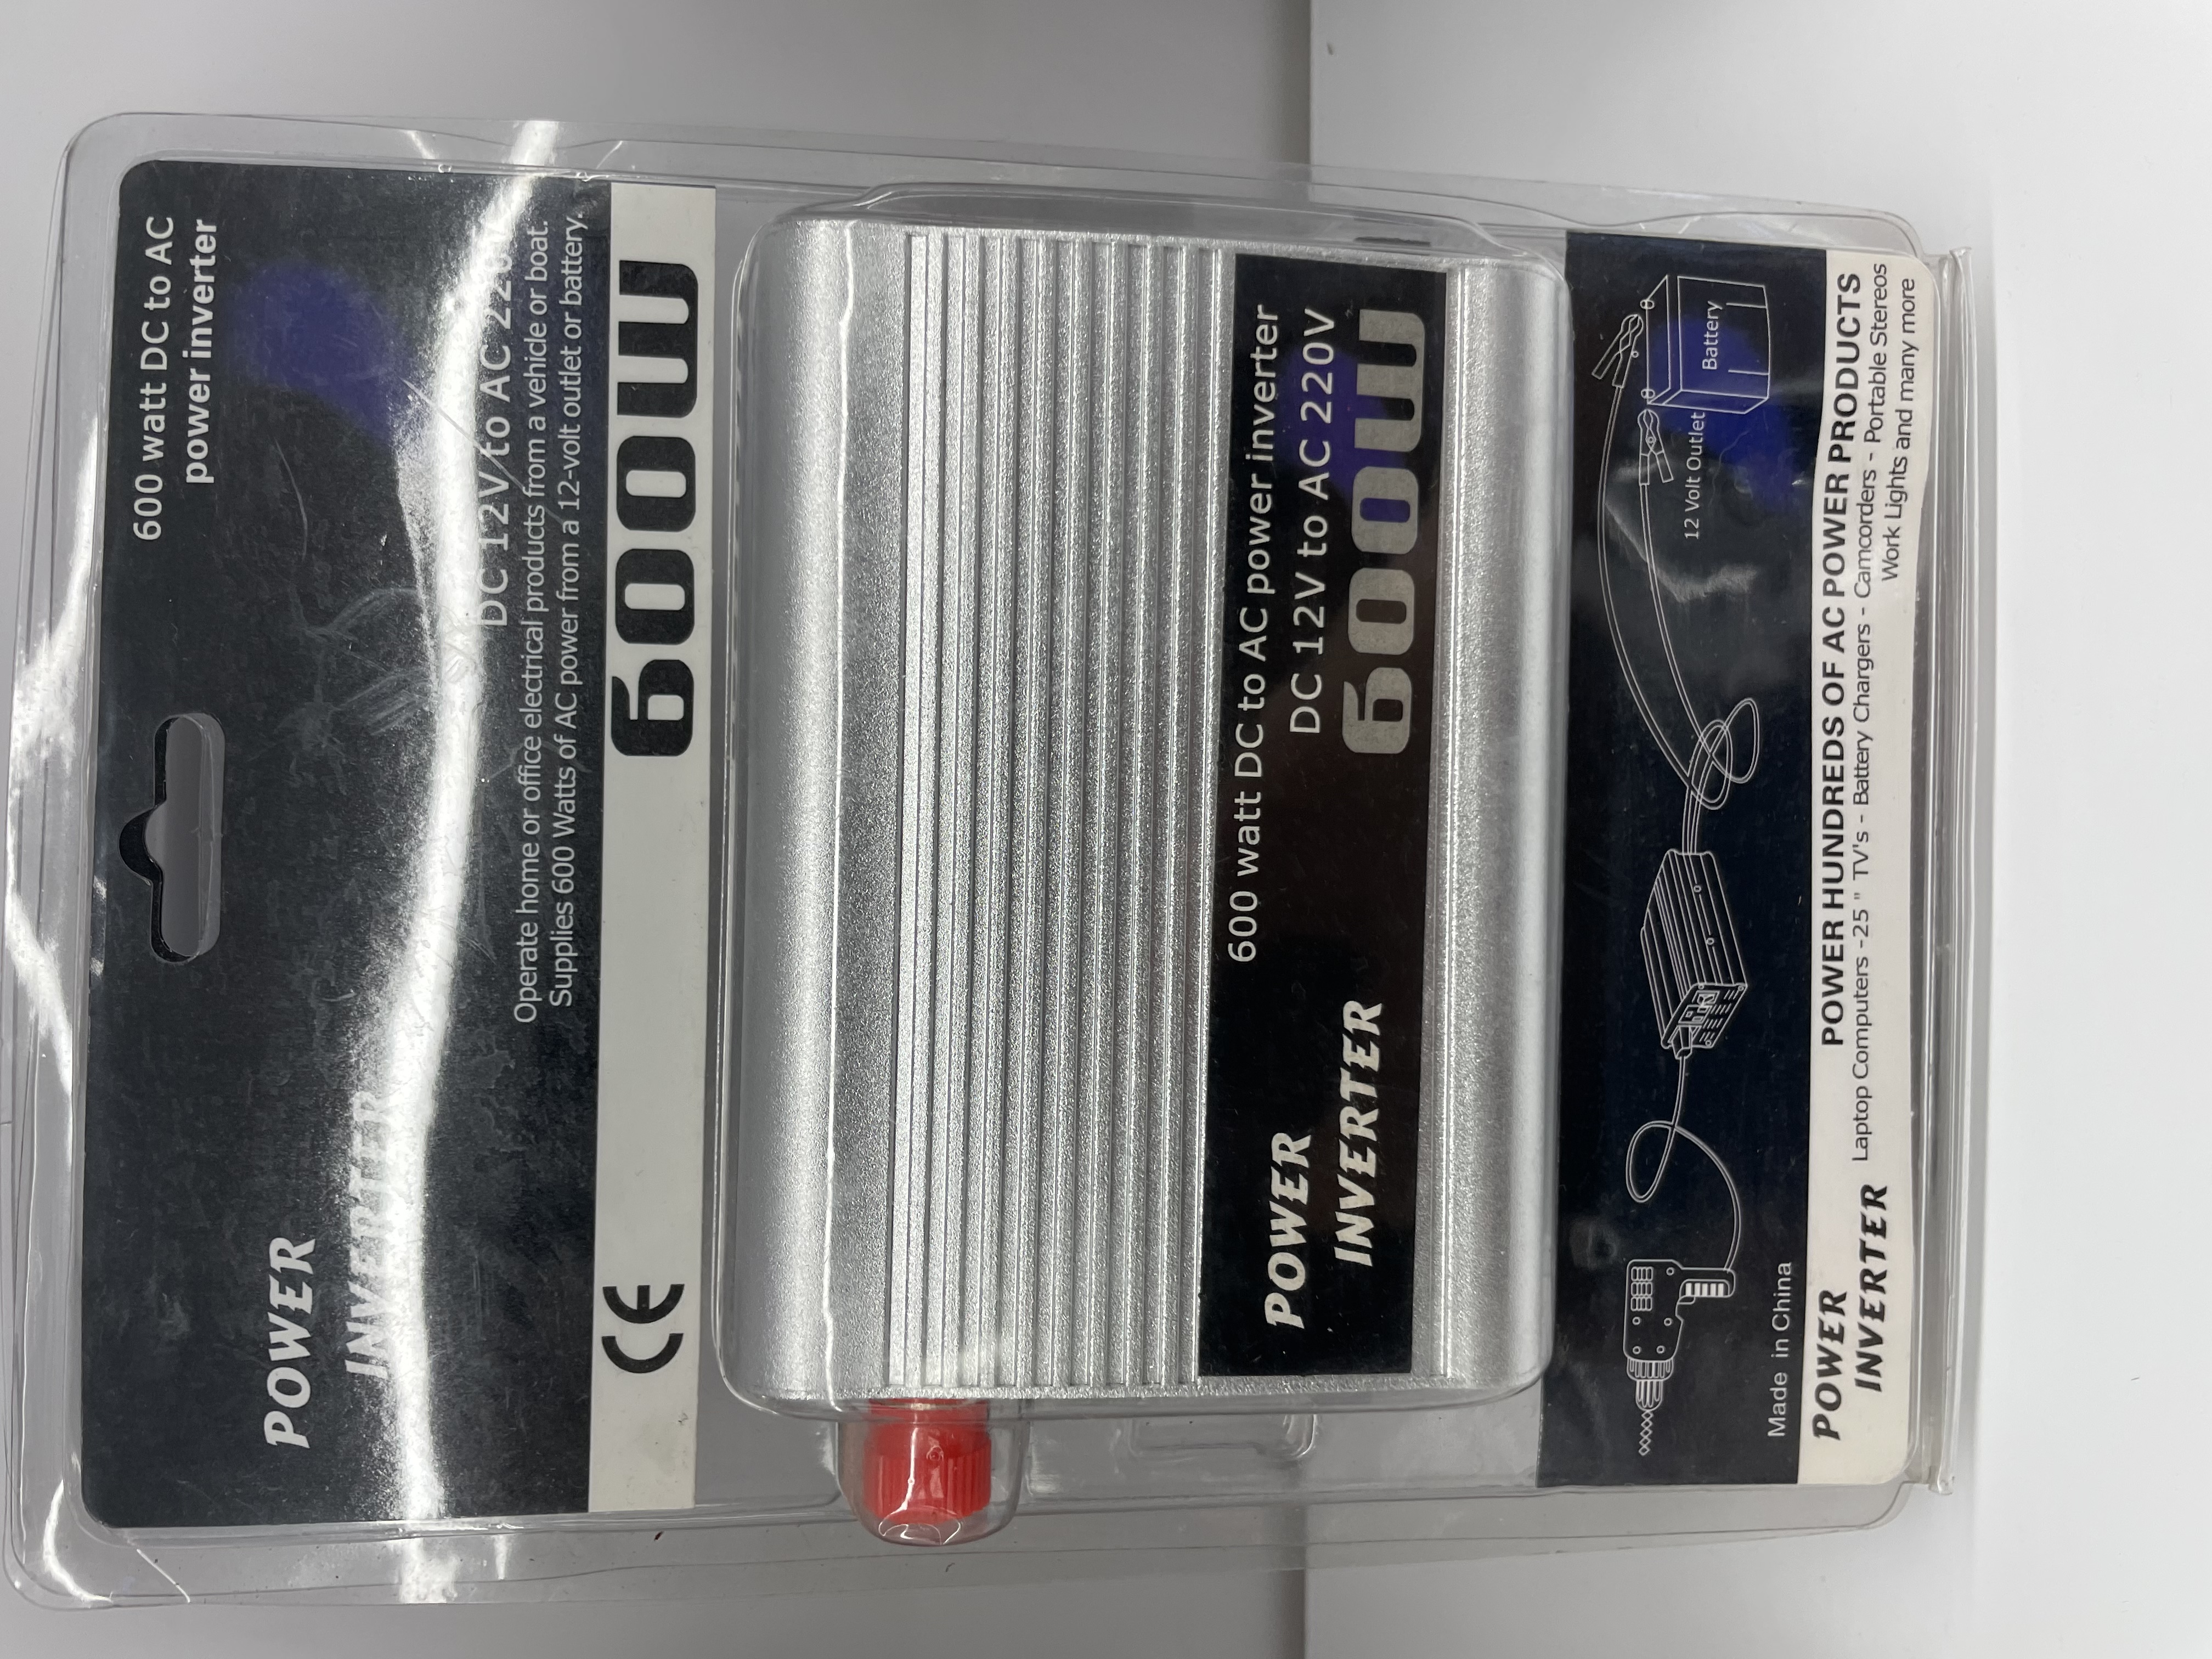 600 watt DC to AC
power inverter
POWER
INVERTER
DC 12V to AC 220V
Operate home or office electrical products from a vehicle or boat.
Supplies 600 Watts of AC power from a 12-volt outlet or battery.
CE
600W
600 watt DC to AC power inverter
DC 12V to AC 220V
POWER
INVERTER
600W
Battery
12 Volt Outlet
Made in China
POWER
INVERTER
POWER HUNDREDS OF AC POWER PRODUCTS
Laptop Computers -25 " TV's - Battery Chargers - Camcorders - Portable Stereos
Work Lights and many more